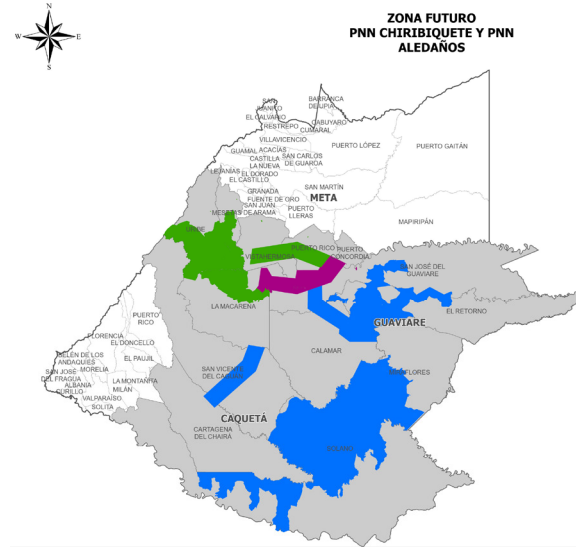 ZONA FUTURO
PNN CHIRIBIQUETE Y PNN
ALEDAÑOS
N
W
E
S
SAN
JUANITO
BARRANCA
DE UPIA
EL CALVARIO
CABUYARO
RESTREPO
CUMARAL
VILLAVICENCIO
PUERTO LÓPEZ
PUERTO GAITÁN
GUAMAL
ACACÍAS
CASTILLA
LA NUEVA
SAN CARLOS
DE GUAROA
LEJANÍAS
EL DORADO
EL CASTILLO
GRANADA
SAN MARTÍN
FUENTE DE ORO
META
SAN JUAN
DE ARAMA
MESETAS
PUERTO
LLERAS
MAPIRIPÁN
URIBE
VISTAHERMOSA
PUERTO RICO
PUERTO
CONCORDIA
SAN JOSÉ DEL
GUAVIARE
LA MACARENA
EL RETORNO
GUAVIARE
PUERTO
RICO
FLORENCIA
EL DONCELLO
CALAMAR
BELÉN DE LOS
ANDAQUÍES
EL PAUJIL
SAN JOSÉ
DEL FRAGUA
MORELIA
SAN VICENTE
DEL CAGUÁN
MIRAFLORES
ALBANIA
CURILLO
LA MONTAÑITA
MILÁN
VALPARAÍSO
SOLITA
CAQUETÁ
CARTAGENA
DEL CHAIRÁ
SOLANO